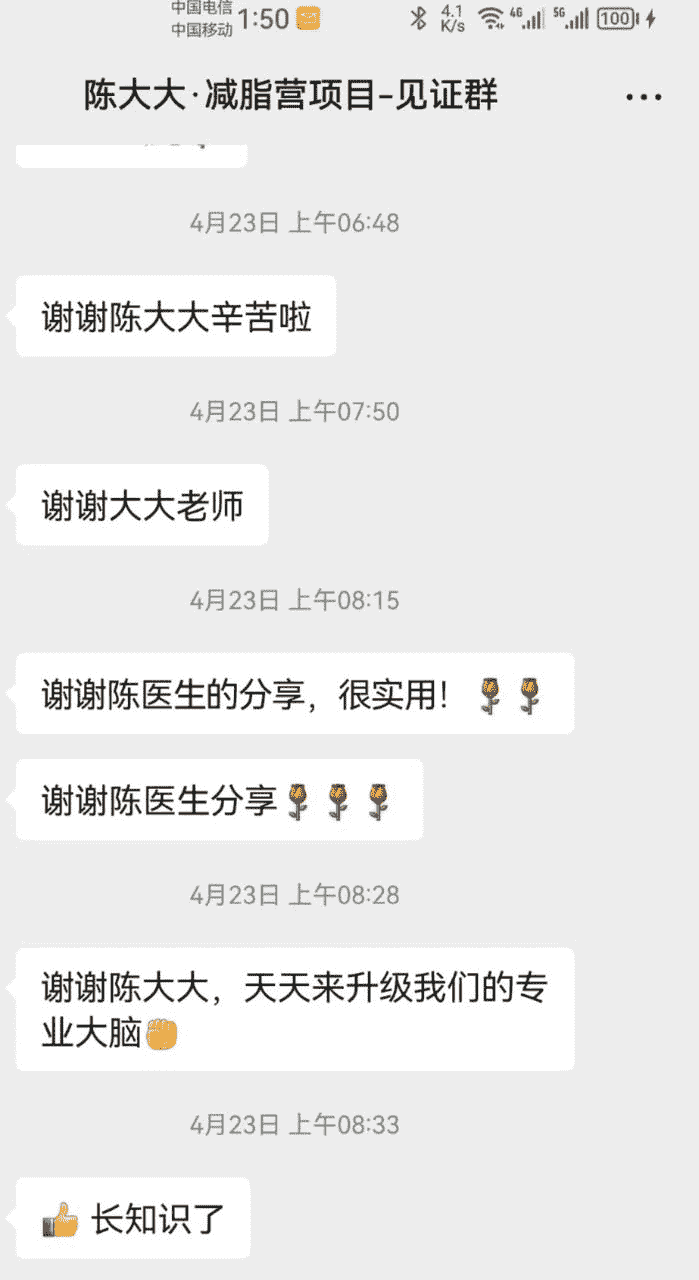 中国电信
中国移动
1:50
4.1
K/s
4G
5G
100
陈大大·减脂营项目-见证群
4月23日 上午06:48
谢谢陈大大辛苦啦
4月23日 上午07:50
谢谢大大老师
4月23日 上午08:15
谢谢陈医生的分享，很实用！🌹🌹
谢谢陈医生分享🌹🌹🌹
4月23日 上午08:28
谢谢陈大大，天天来升级我们的专
业大脑✊
4月23日 上午08:33
👍长知识了